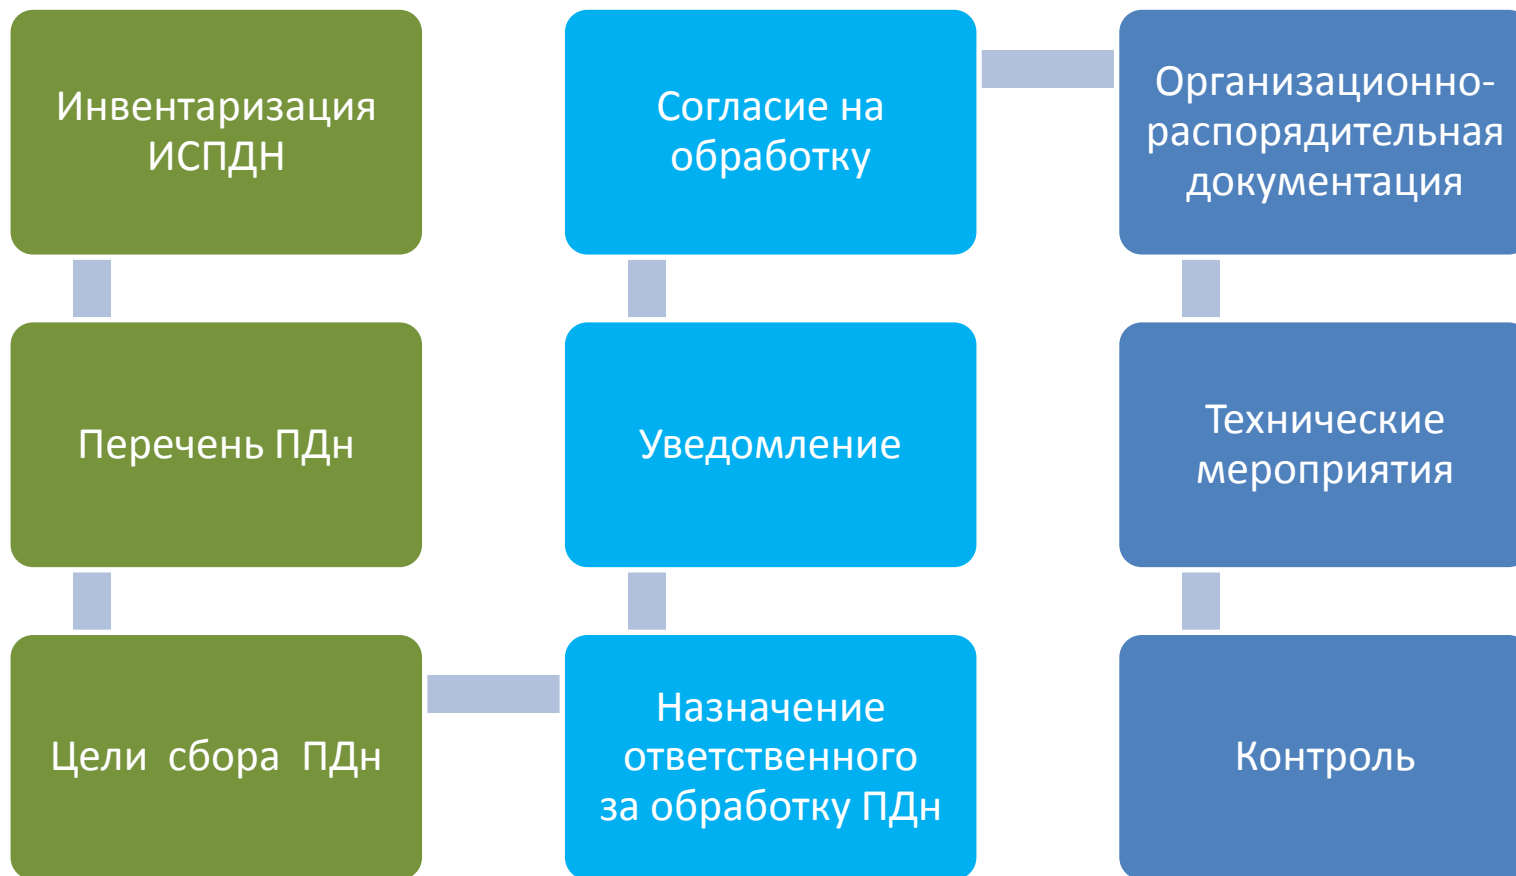 Инвентаризация
ИСПДН
Перечень ПДн
Цели сбора ПДн
Назначение
ответственного
за обработку ПДн
Уведомление
Согласие на
обработку
Организационно-
распорядительная
документация
Технические
мероприятия
Контроль